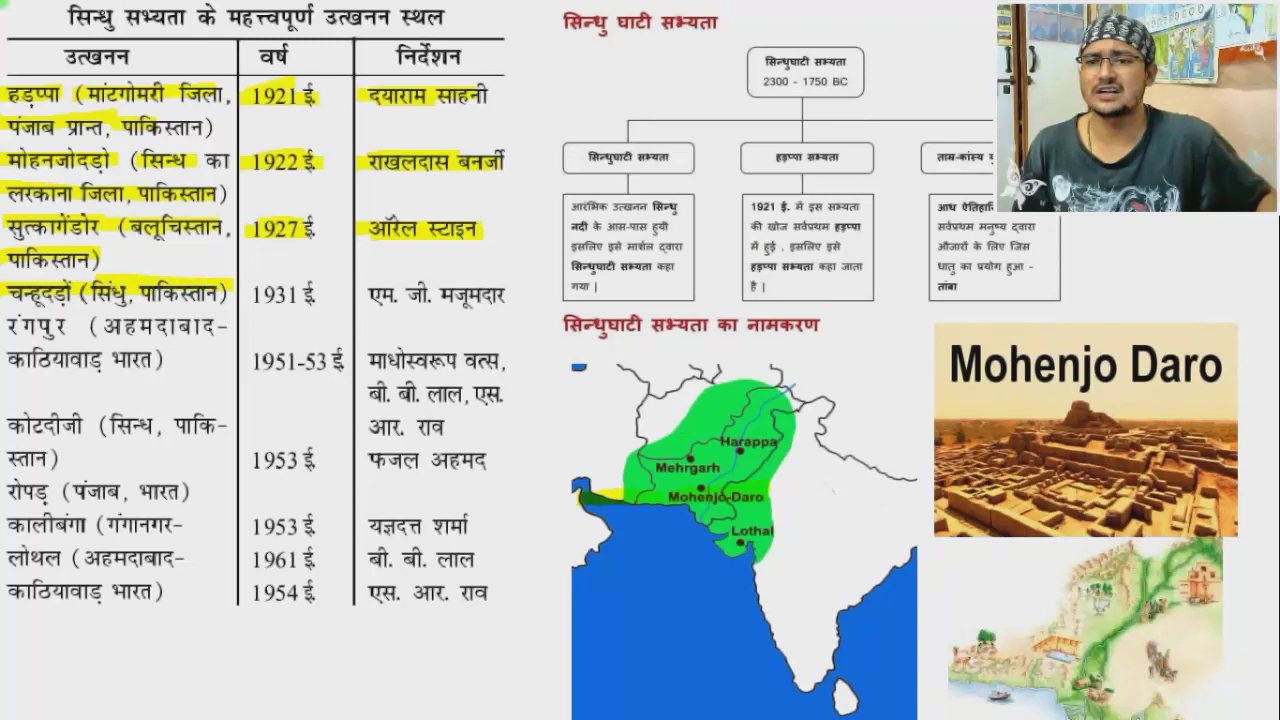 सिन्धु सभ्यता के महत्त्वपूर्ण उत्खनन स्थल
उत्खनन वर्ष निर्देशन
हड़प्पा (मांटगोमरी जिला, 1921 ई. दयाराम साहनी
पंजाब प्रान्त, पाकिस्तान)
मोहनजोदड़ो (सिन्ध का 1922 ई. राखलदास बनर्जी
लरकाना जिला, पाकिस्तान)
सुत्कागेंडोर (बलूचिस्तान, 1927 ई. ऑरेल स्टाइन
पाकिस्तान)
चन्हूदड़ों (सिंधु, पाकिस्तान) 1931 ई. एम. जी. मजूमदार
रंगपुर (अहमदाबाद-
काठियावाड़ भारत) 1951-53 ई. माधोस्वरूप वत्स,
बी. बी. लाल, एस.
कोटदीजी (सिन्ध, पाकि- आर. राव
स्तान) 1953 ई. फजल अहमद
रोपड़ (पंजाब, भारत)
कालीबंगा (गंगानगर- 1953 ई. यज्ञदत्त शर्मा
लोथल (अहमदाबाद- 1961 ई. बी. बी. लाल
काठियावाड़ भारत) 1954 ई. एस. आर. राव
सिन्धु घाटी सभ्यता
सिन्धुघाटी सभ्यता
2300 - 1750 BC
सिन्धुघाटी सभ्यता
हड़प्पा सभ्यता
ताम्र-कांस्य
आरंभिक उत्खनन सिन्धु
नदी के आस-पास हुयी
इसलिए इसे मार्शल द्वारा
सिन्धुघाटी सभ्यता कहा
गया |
1921 ई. में इस सभ्यता
की खोज सर्वप्रथम हड़प्पा
में हुई , इसलिए इसे
हड़प्पा सभ्यता कहा जाता
है |
आध
सर्वप्रथम मनुष्य द्वारा
औजारों के लिए जिस
धातु का प्रयोग हुआ -
तांबा
सिन्धुघाटी सभ्यता का नामकरण
Harappa
Mehrgarh
Mohenjo-Daro
Lothal
Mohenjo Daro